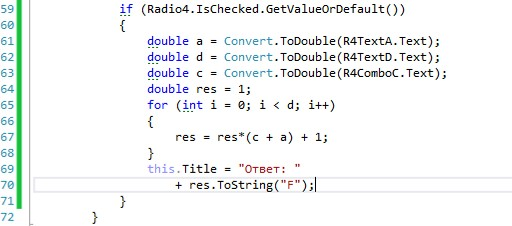 59 if (Radio4.IsChecked.GetValueOrDefault())
60 {
61 double a = Convert.ToDouble(R4TextA.Text);
62 double d = Convert.ToDouble(R4TextD.Text);
63 double c = Convert.ToDouble(R4ComboC.Text);
64 double res = 1;
65 for (int i = 0; i < d; i++)
66 {
67 res = res*(c + a) + 1;
68 }
69 this.Title = "Ответ: "
70 + res.ToString("F");
71 }
72 }